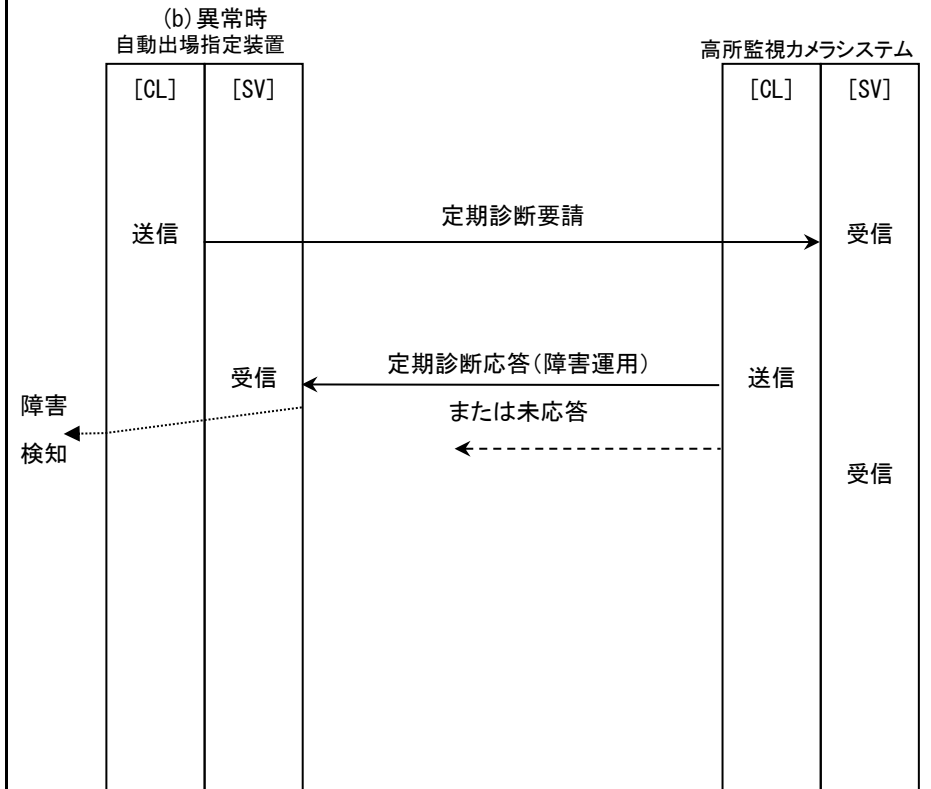 (b)異常時
自動出場指定装置
高所監視カメラシステム
[CL] [SV] [CL] [SV]
定期診断要請
送信 受信
定期診断応答(障害運用)
受信 送信
障害 または未応答
検知 受信